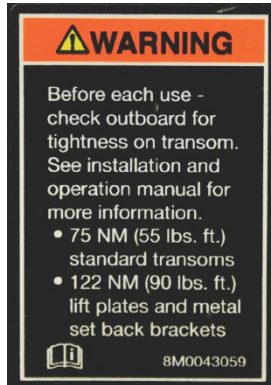 WARNING
Before each use -
check outboard for
tightness on transom.
See installation and
operation manual for
more information.
• 75 NM (55 lbs. ft.)
standard transoms
• 122 NM (90 lbs. ft.)
lift plates and metal
set back brackets
8M0043059